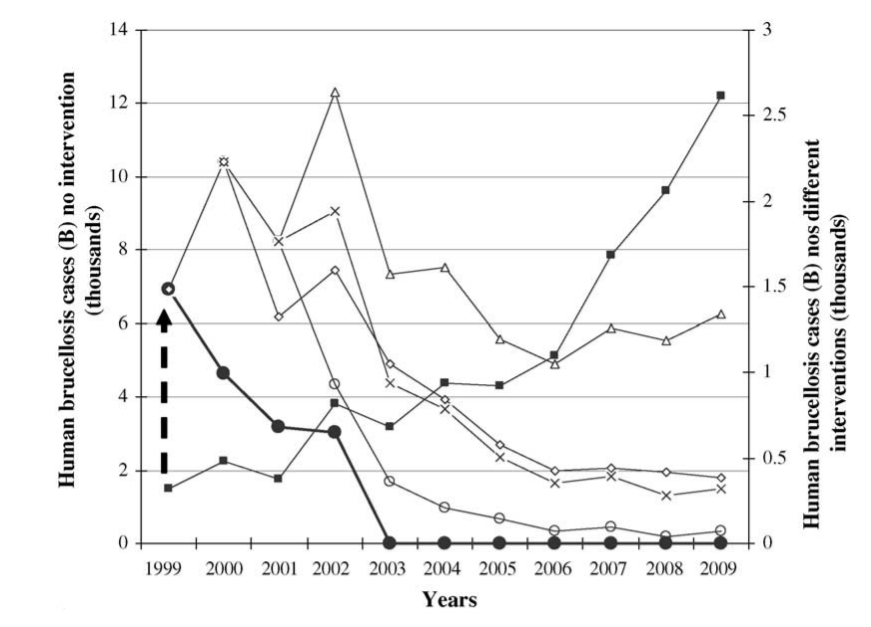 Human brucellosis cases (B) no intervention
(thousands)
14
12
10
8
6
4
2
0
3
2.5
2
1.5
1
0.5
0
Human brucellosis cases (B) nos different
interventions (thousands)
1999 2000 2001 2002 2003 2004 2005 2006 2007 2008 2009
Years